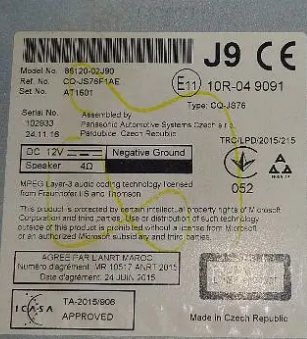 J9 CE
Model No. 86120-02J90
Ref. No. CQ-JS76F1AE
Set No. AT1601
E11 10R-04 9091
Type: CQ-JS76
Serial No.
102933
24.11.16
Assembled by
Panasonic Automotive Systems Czech s.r.o.
Pardubice, Czech Republic
TRC/LPD/2015/215
DC 12V
Negative Ground
Speaker 4Ω
052
MPEG Layer-3 audio coding technology licensed
from Fraunhofer IIS and Thomson
This product is protected by certain intellectual property rights of Microsoft
Corporation and third parties. Use or distribution of such technology
outside of this product is prohibited without a license from Microsoft
or an authorized Microsoft subsidiary and third parties.
AGREE PAR L'ANRT MAROC
Numéro d'agrément: MR 10517 ANRT 2015
Date d'agrément: 24 JUIN 2015
ICASA
TA-2015/906
APPROVED
Made in Czech Republic